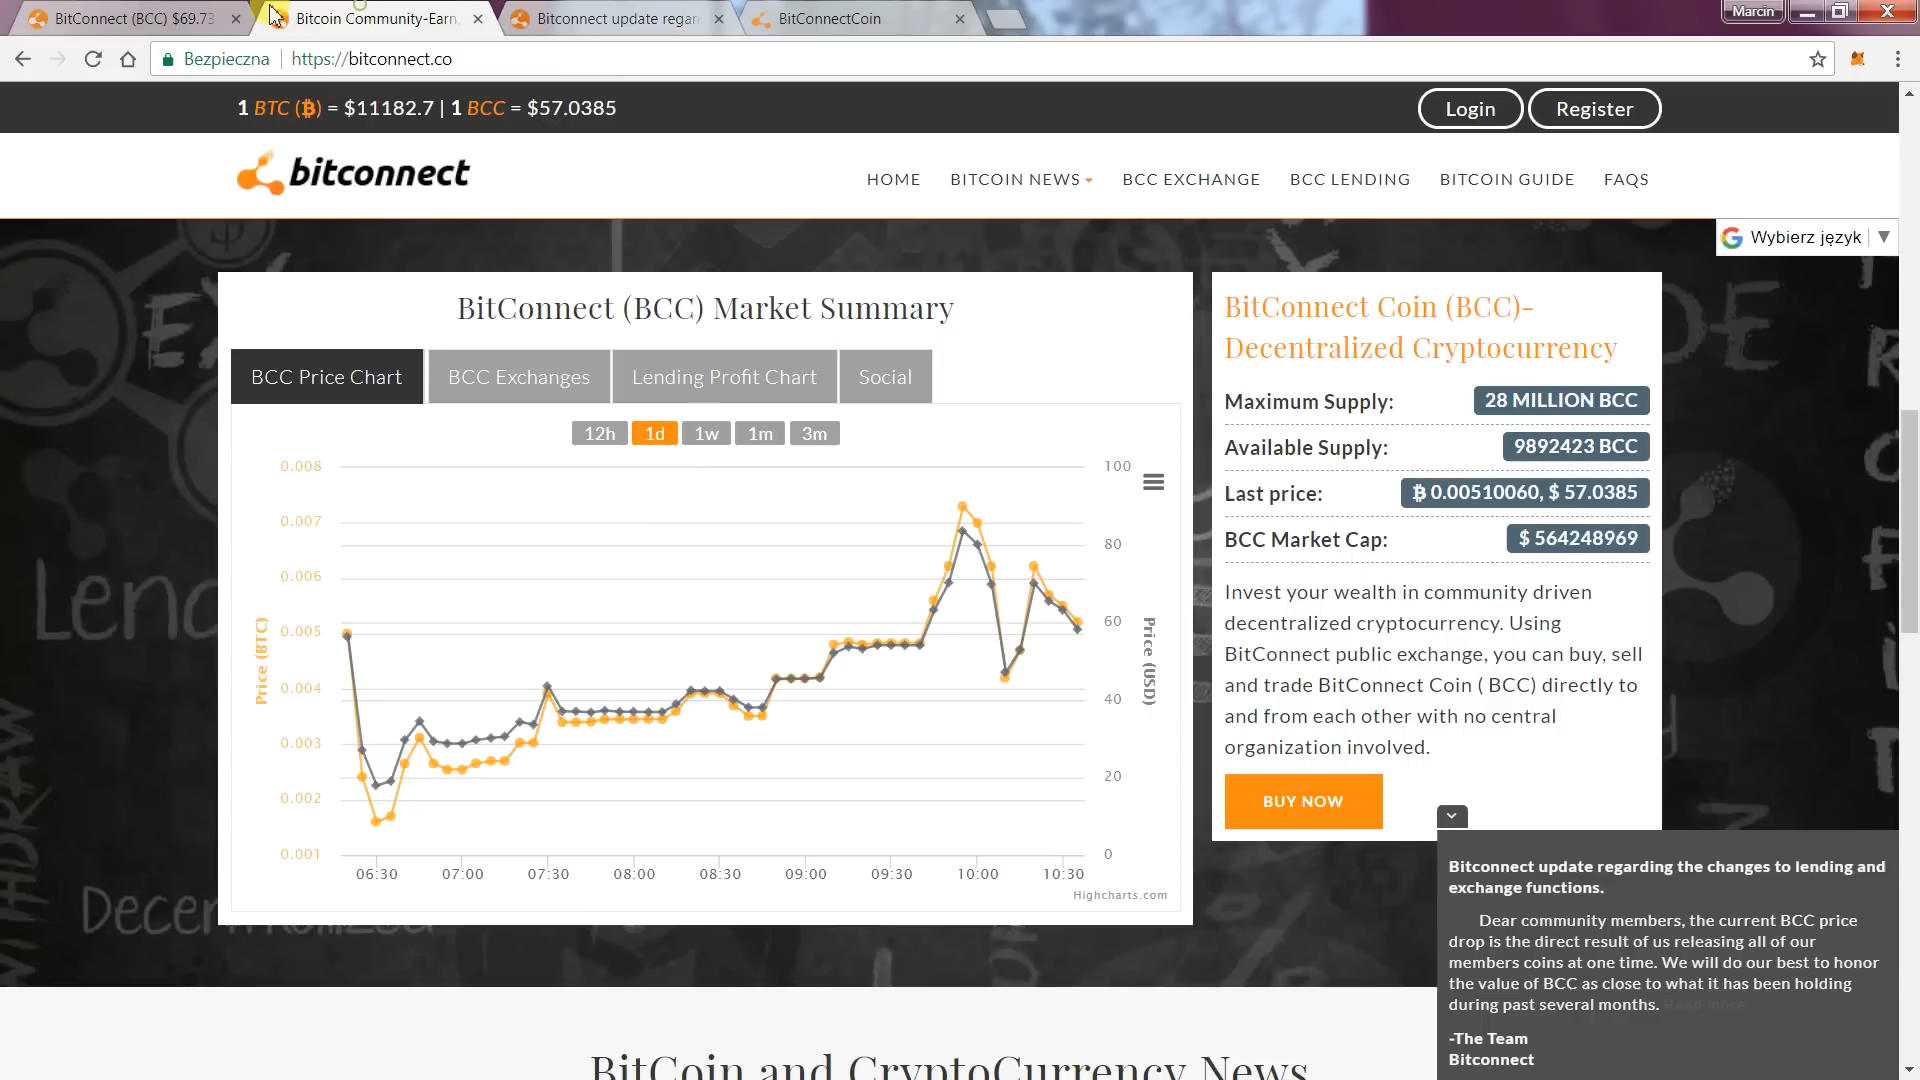 BitConnect (BCC) $69.73
Bitcoin Community-Earn,
Bitconnect update regar
BitConnectCoin
Marcin
Bezpieczna
https://bitconnect.co
1 BTC (₿) = $11182.7 | 1 BCC = $57.0385
Login
Register
bitconnect
HOME
BITCOIN NEWS
BCC EXCHANGE
BCC LENDING
BITCOIN GUIDE
FAQS
Wybierz język
BitConnect (BCC) Market Summary
BCC Price Chart
BCC Exchanges
Lending Profit Chart
Social
12h
1d
1w
1m
3m
0.008
0.007
0.006
0.005
0.004
0.003
0.002
0.001
Price (BTC)
100
80
60
40
20
0
Price (USD)
06:30
07:00
07:30
08:00
08:30
09:00
09:30
10:00
10:30
Highcharts.com
BitConnect Coin (BCC)-
Decentralized Cryptocurrency
Maximum Supply:
28 MILLION BCC
Available Supply:
9892423 BCC
Last price:
₿ 0.00510060, $ 57.0385
BCC Market Cap:
$ 564248969
Invest your wealth in community driven
decentralized cryptocurrency. Using
BitConnect public exchange, you can buy, sell
and trade BitConnect Coin ( BCC) directly to
and from each other with no central
organization involved.
BUY NOW
Bitconnect update regarding the changes to lending and
exchange functions.
Dear community members, the current BCC price
drop is the direct result of us releasing all of our
members coins at one time. We will do our best to honor
the value of BCC as close to what it has been holding
during past several months. Read more
-The Team
Bitconnect
BitCoin and CryptoCurrency News